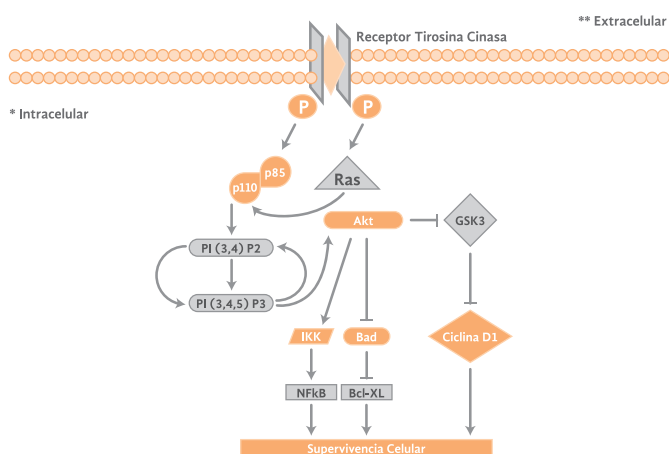 ** Extracelular
Receptor Tirosina Cinasa
* Intracelular
P
P
p85
p110
Ras
Akt
GSK3
PI (3,4) P2
PI (3,4,5) P3
IKK
Bad
Ciclina D1
NFkB
Bcl-XL
Supervivencia Celular